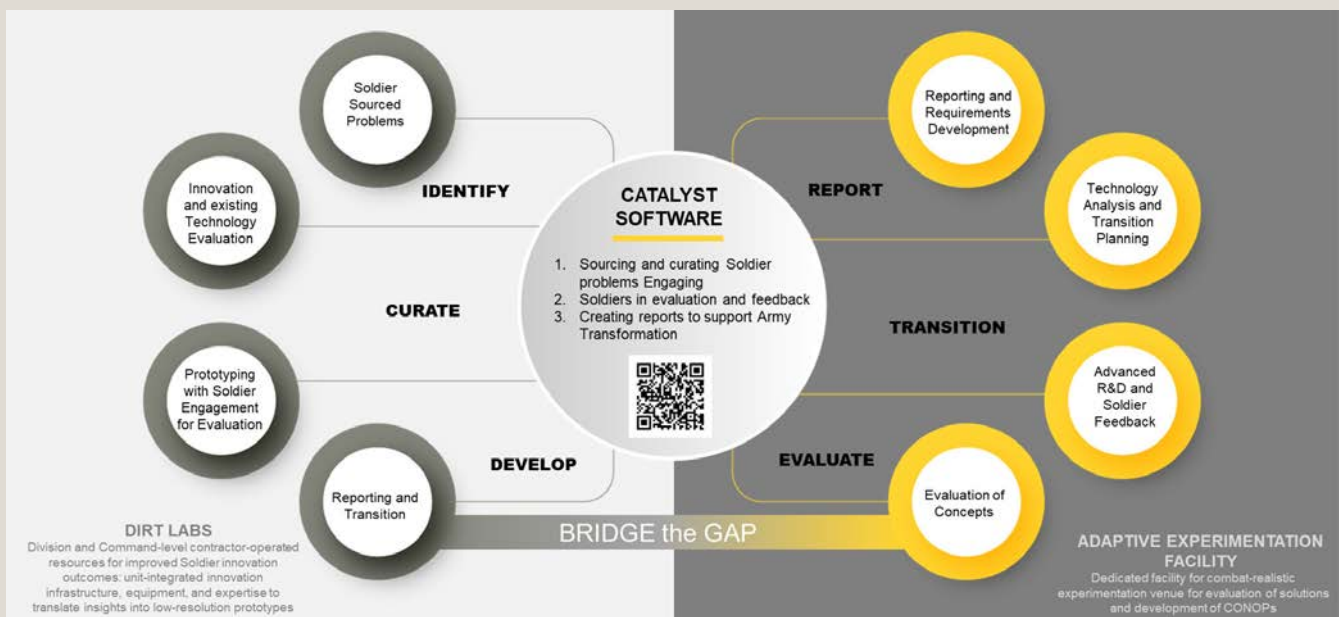 Soldier
Sourced
Problems
Innovation
and existing
Technology
Evaluation
Prototyping
with Soldier
Engagement
for Evaluation
Reporting and
Transition
IDENTIFY
CURATE
DEVELOP
DIRT LABS
Division and Command-level contractor-operated
resources for improved Soldier innovation
outcomes: unit-integrated innovation
infrastructure, equipment, and expertise to
translate insights into low-resolution prototypes
CATALYST
SOFTWARE
1. Sourcing and curating Soldier
problems Engaging
2. Soldiers in evaluation and feedback
3. Creating reports to support Army
Transformation
BRIDGE the GAP
REPORT
TRANSITION
EVALUATE
Reporting and
Requirements
Development
Technology
Analysis and
Transition
Planning
Advanced
R&D and
Soldier
Feedback
Evaluation of
Concepts
ADAPTIVE EXPERIMENTATION
FACILITY
Dedicated facility for combat-realistic
experimentation venue for evaluation of solutions
and development of CONOPs